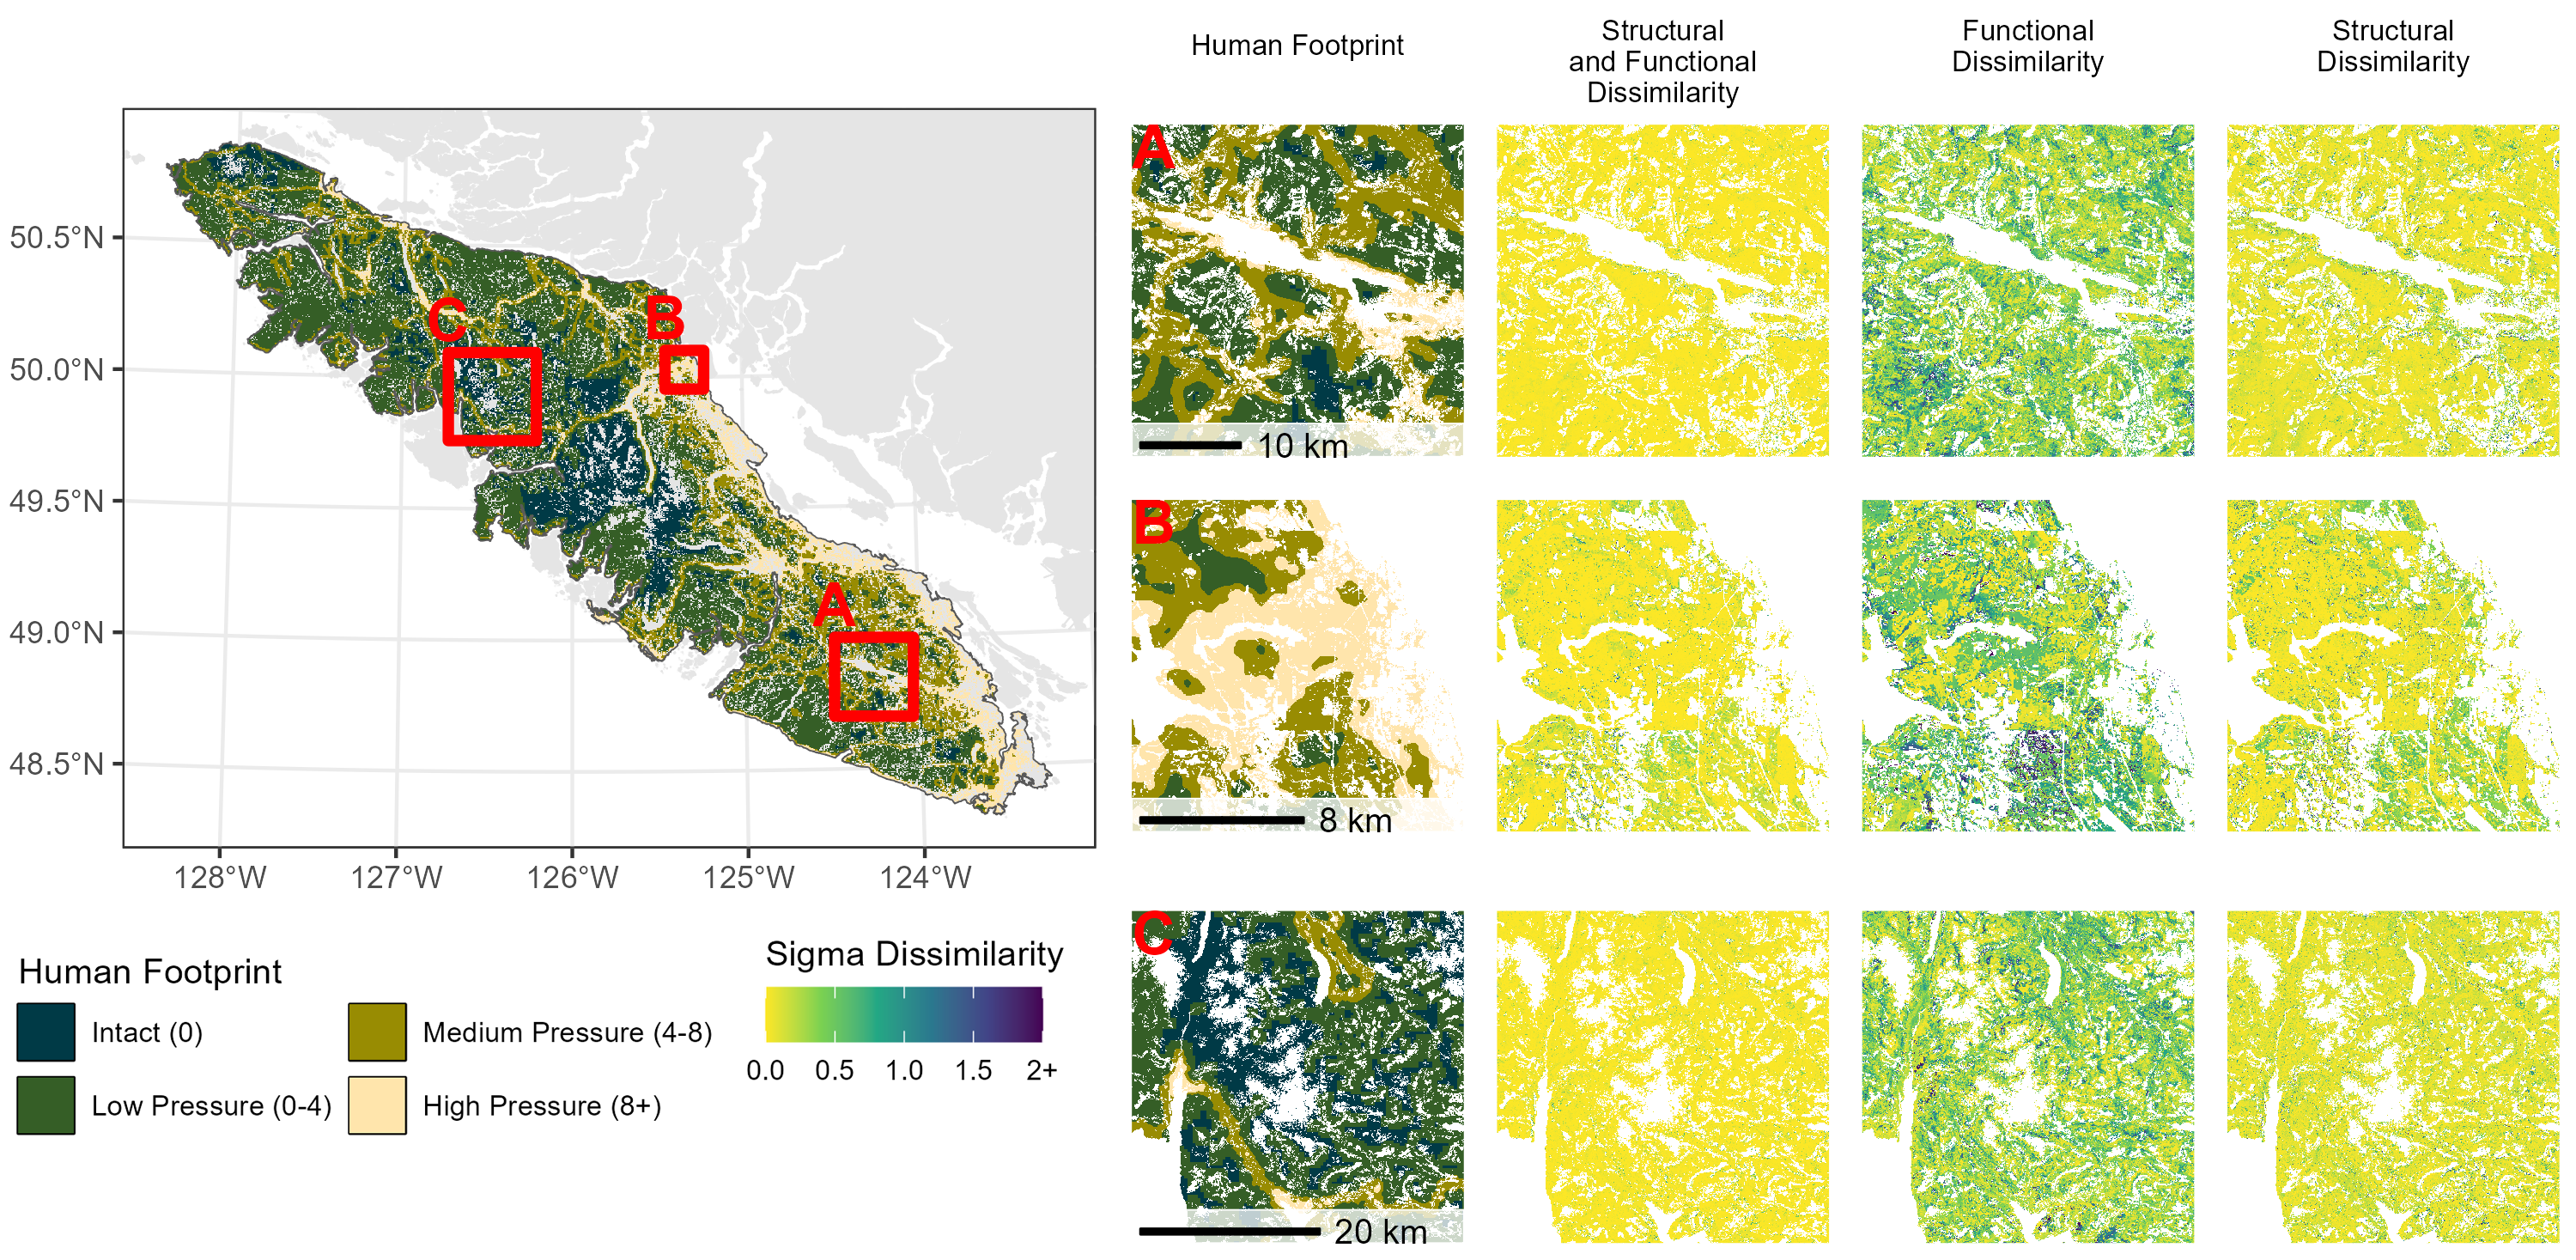 Human Footprint
Structural
and Functional
Dissimilarity
Functional
Dissimilarity
Structural
Dissimilarity
50.5°N
50.0°N
49.5°N
49.0°N
48.5°N
128°W
127°W
126°W
125°W
124°W
C
B
A
A
10 km
B
8 km
C
20 km
Human Footprint
Intact (0)
Medium Pressure (4-8)
Low Pressure (0-4)
High Pressure (8+)
Sigma Dissimilarity
0.0
0.5
1.0
1.5
2+